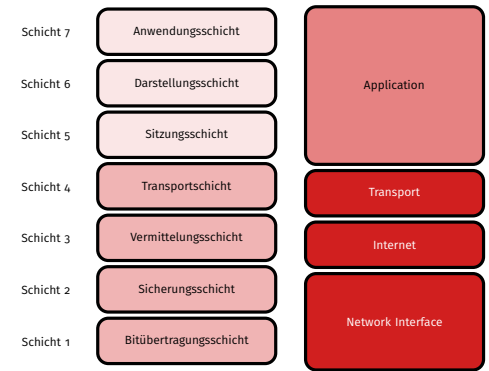 Schicht 7 Anwendungsschicht
Schicht 6 Darstellungsschicht Application
Schicht 5 Sitzungsschicht
Schicht 4 Transportschicht Transport
Schicht 3 Vermittelungsschicht Internet
Schicht 2 Sicherungsschicht
Network Interface
Schicht 1 Bitübertragungsschicht